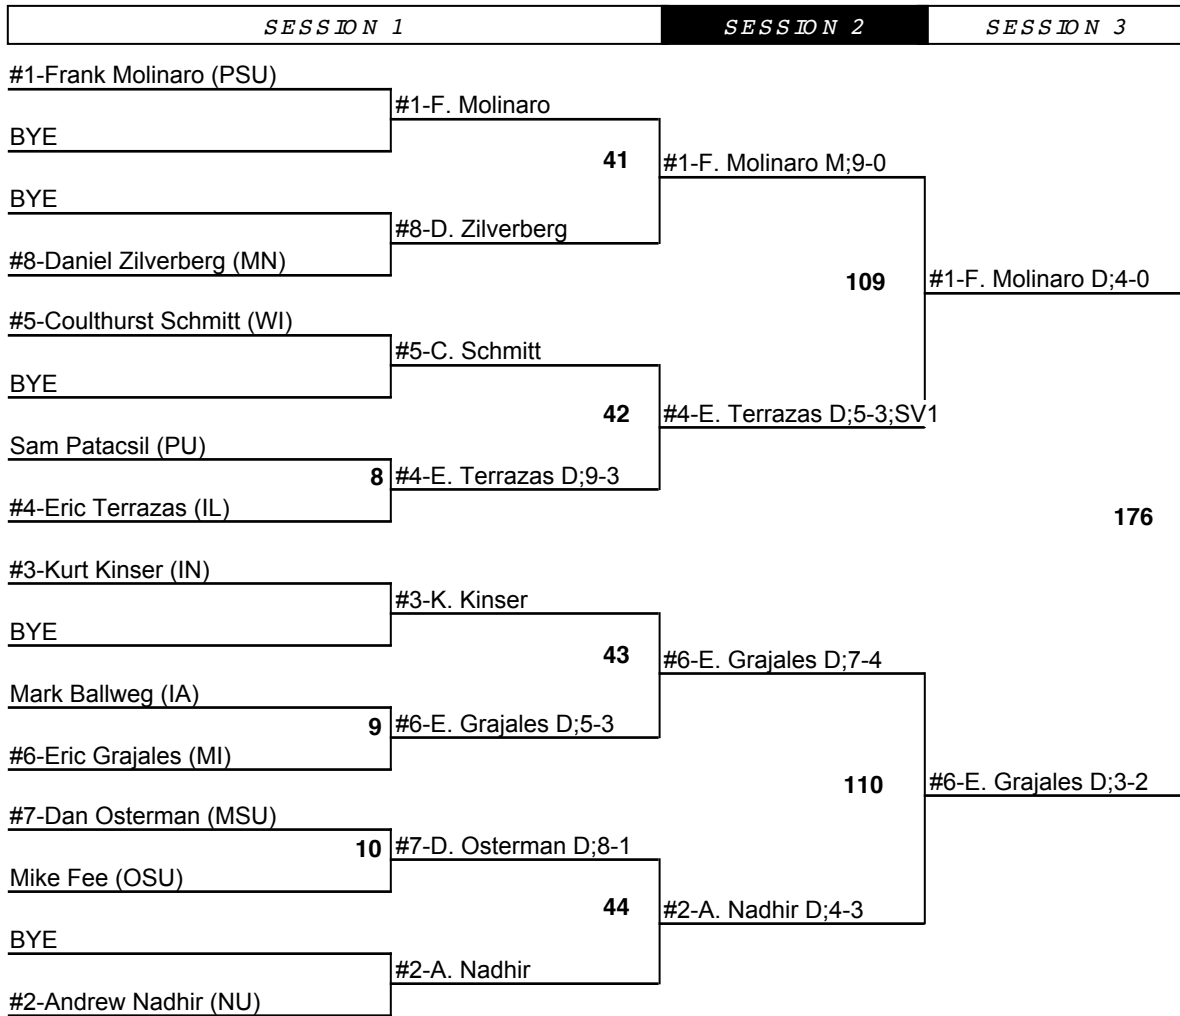 SESSION 1 SESSION 2 SESSION 3
#1-Frank Molinaro (PSU)
#1-F. Molinaro
BYE
41 #1-F. Molinaro M;9-0
BYE
#8-D. Zilverberg
#8-Daniel Zilverberg (MN)
109 #1-F. Molinaro D;4-0
#5-Coulthurst Schmitt (WI)
#5-C. Schmitt
BYE
42 #4-E. Terrazas D;5-3;SV1
Sam Patacsil (PU)
8 #4-E. Terrazas D;9-3
#4-Eric Terrazas (IL)
176
#3-Kurt Kinser (IN)
#3-K. Kinser
BYE
43 #6-E. Grajales D;7-4
Mark Ballweg (IA)
9 #6-E. Grajales D;5-3
#6-Eric Grajales (MI)
110 #6-E. Grajales D;3-2
#7-Dan Osterman (MSU)
10 #7-D. Osterman D;8-1
Mike Fee (OSU)
44 #2-A. Nadhir D;4-3
BYE
#2-A. Nadhir
#2-Andrew Nadhir (NU)